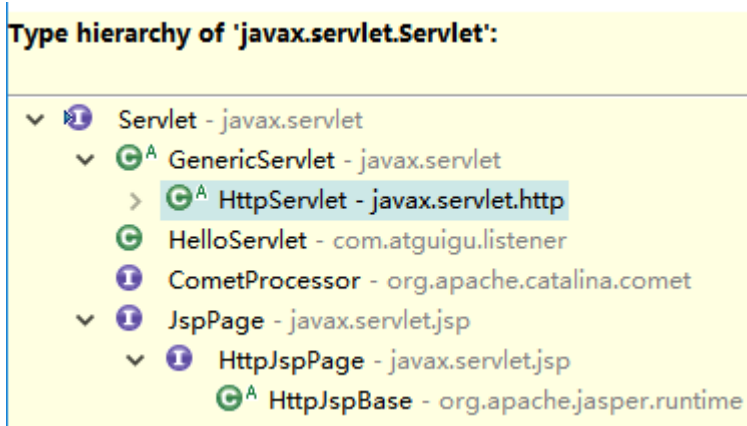 Type hierarchy of 'javax.servlet.Servlet':
Servlet - javax.servlet
GenericServlet - javax.servlet
HttpServlet - javax.servlet.http
HelloServlet - com.atguigu.listener
CometProcessor - org.apache.catalina.comet
JspPage - javax.servlet.jsp
HttpJspPage - javax.servlet.jsp
HttpJspBase - org.apache.jasper.runtime